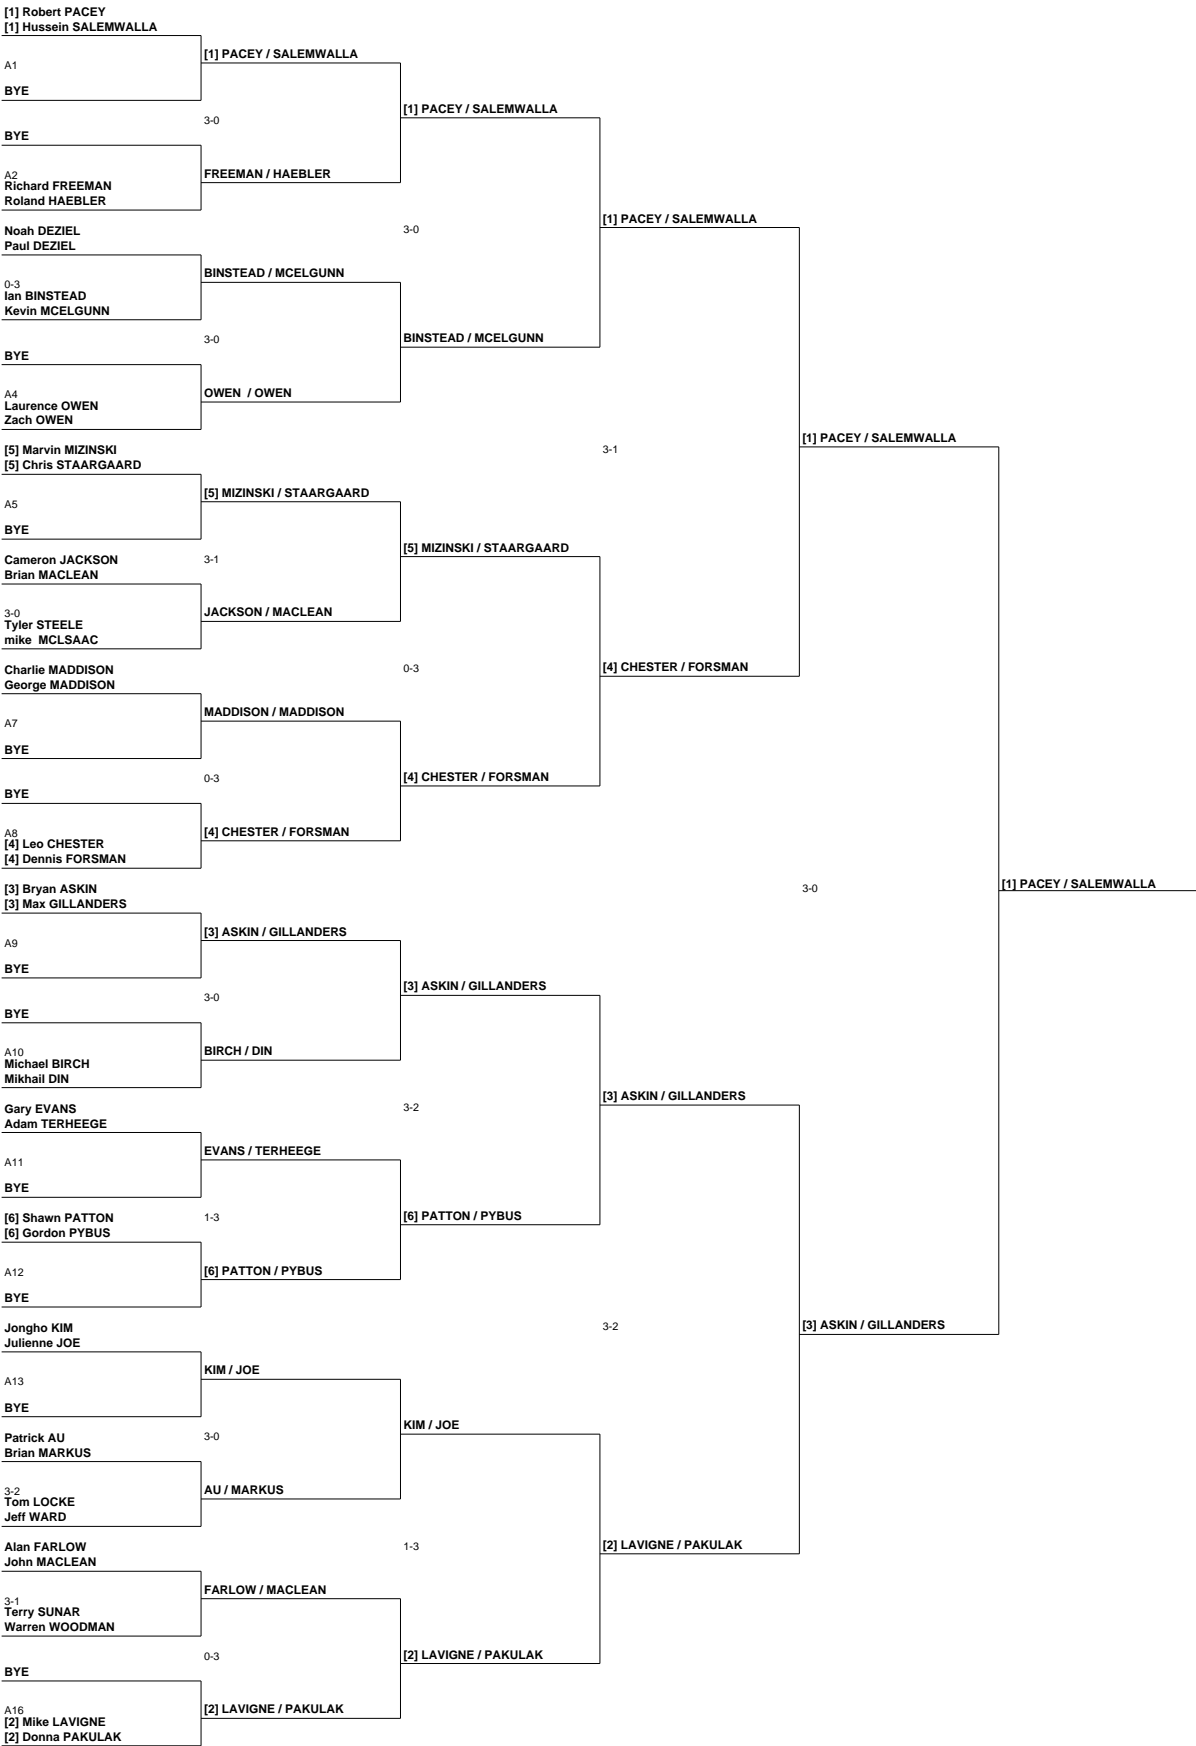 [1] Robert PACEY
[1] Hussein SALEMWALLA
[1] PACEY / SALEMWALLA
A1
BYE
[1] PACEY / SALEMWALLA
3-0
BYE
A2
FREEMAN / HAEBLER
Richard FREEMAN
Roland HAEBLER
[1] PACEY / SALEMWALLA
Noah DEZIEL
3-0
Paul DEZIEL
BINSTEAD / MCELGUNN
0-3
Ian BINSTEAD
Kevin MCELGUNN
3-0
BINSTEAD / MCELGUNN
BYE
A4
OWEN  / OWEN
Laurence OWEN
Zach OWEN
[1] PACEY / SALEMWALLA
[5] Marvin MIZINSKI
3-1
[5] Chris STAARGAARD
[5] MIZINSKI / STAARGAARD
A5
BYE
[5] MIZINSKI / STAARGAARD
Cameron JACKSON
3-1
Brian MACLEAN
JACKSON / MACLEAN
3-0
Tyler STEELE
mike  MCLSAAC
Charlie MADDISON
0-3
[4] CHESTER / FORSMAN
George MADDISON
MADDISON / MADDISON
A7
BYE
0-3
[4] CHESTER / FORSMAN
BYE
A8
[4] CHESTER / FORSMAN
[4] Leo CHESTER
[4] Dennis FORSMAN
[3] Bryan ASKIN
3-0
[1] PACEY / SALEMWALLA
[3] Max GILLANDERS
[3] ASKIN / GILLANDERS
A9
BYE
[3] ASKIN / GILLANDERS
3-0
BYE
A10
BIRCH / DIN
Michael BIRCH
Mikhail DIN
[3] ASKIN / GILLANDERS
Gary EVANS
3-2
Adam TERHEEGE
EVANS / TERHEEGE
A11
BYE
[6] Shawn PATTON
1-3
[6] PATTON / PYBUS
[6] Gordon PYBUS
A12
[6] PATTON / PYBUS
BYE
Jongho KIM
3-2
[3] ASKIN / GILLANDERS
Julienne JOE
KIM / JOE
A13
BYE
KIM / JOE
Patrick AU
3-0
Brian MARKUS
3-2
AU / MARKUS
Tom LOCKE
Jeff WARD
Alan FARLOW
1-3
[2] LAVIGNE / PAKULAK
John MACLEAN
FARLOW / MACLEAN
3-1
Terry SUNAR
Warren WOODMAN
0-3
[2] LAVIGNE / PAKULAK
BYE
A16
[2] LAVIGNE / PAKULAK
[2] Mike LAVIGNE
[2] Donna PAKULAK